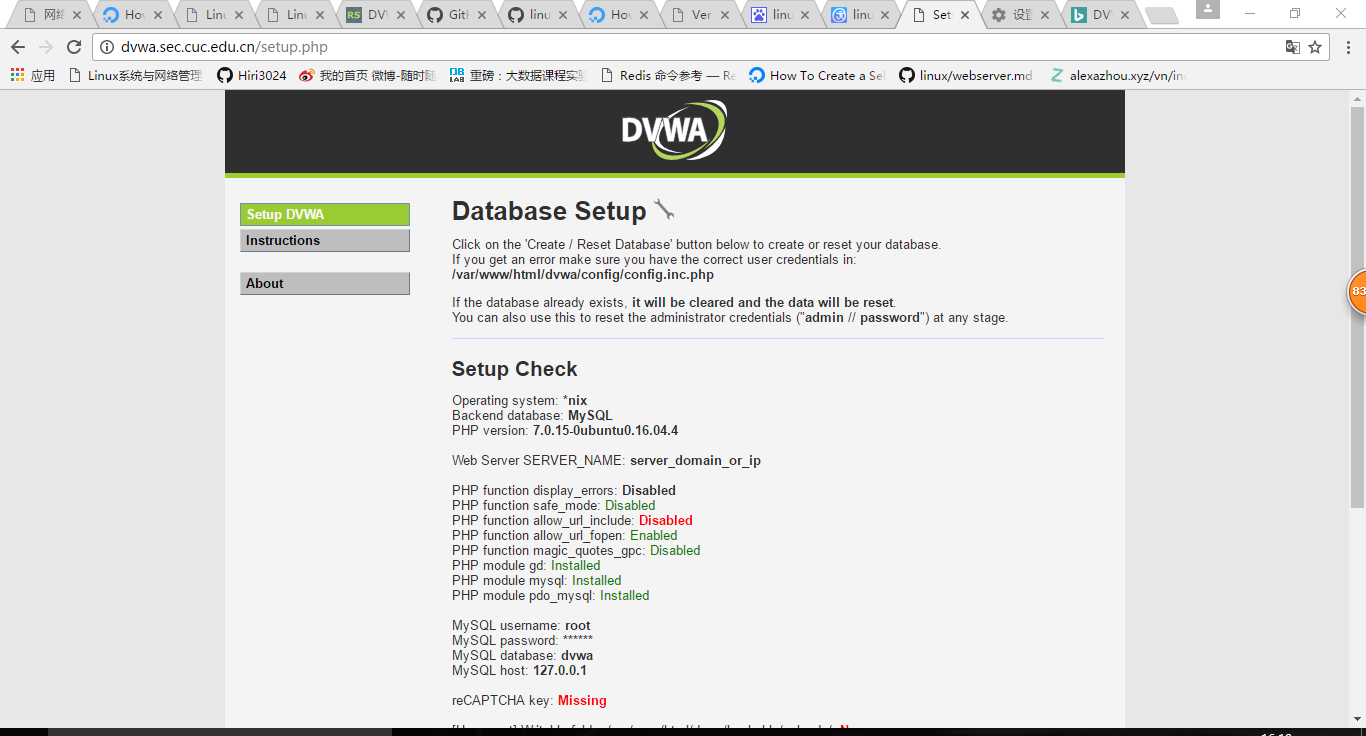 网络 How Linu Linu RS DV Git linu How Ver linu linu Set 设置 DV
dvwa.sec.cuc.edu.cn/setup.php
应用 Linux系统与网络管理 Hiri3024 我的首页 微博-随时随 DB LAB 重磅：大数据课程实验 Redis 命令参考 — Re How To Create a Sel linux/webserver.md alexazhou.xyz/vn/ind
DVWA
Setup DVWA
Instructions
About
Database Setup
Click on the 'Create / Reset Database' button below to create or reset your database.
If you get an error make sure you have the correct user credentials in:
/var/www/html/dvwa/config/config.inc.php
If the database already exists, it will be cleared and the data will be reset.
You can also use this to reset the administrator credentials ("admin // password") at any stage.
83
Setup Check
Operating system: *nix
Backend database: MySQL
PHP version: 7.0.15-0ubuntu0.16.04.4
Web Server SERVER_NAME: server_domain_or_ip
PHP function display_errors: Disabled
PHP function safe_mode: Disabled
PHP function allow_url_include: Disabled
PHP function allow_url_fopen: Enabled
PHP function magic_quotes_gpc: Disabled
PHP module gd: Installed
PHP module mysql: Installed
PHP module pdo_mysql: Installed
MySQL username: root
MySQL password: ******
MySQL database: dvwa
MySQL host: 127.0.0.1
reCAPTCHA key: Missing